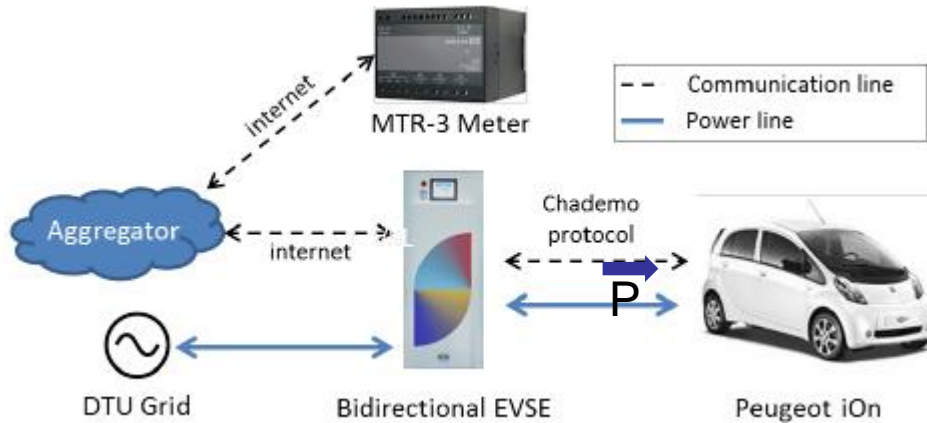 internet
MTR-3 Meter
Communication line
Power line
Aggregator
internet
Chademo
protocol
P
DTU Grid
Bidirectional EVSE
Peugeot iOn